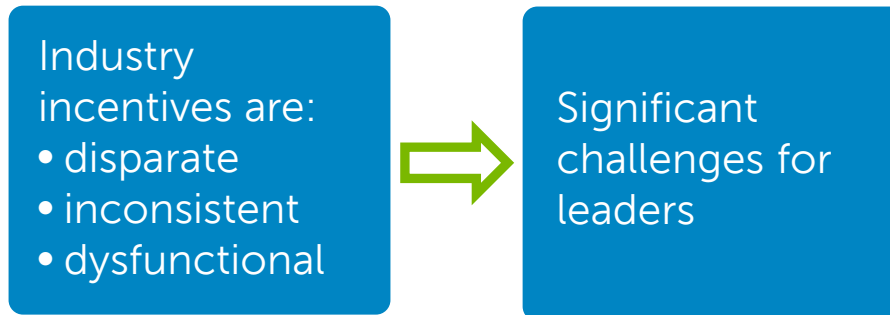 Industry
incentives are:
• disparate
• inconsistent
• dysfunctional
Significant
challenges for
leaders